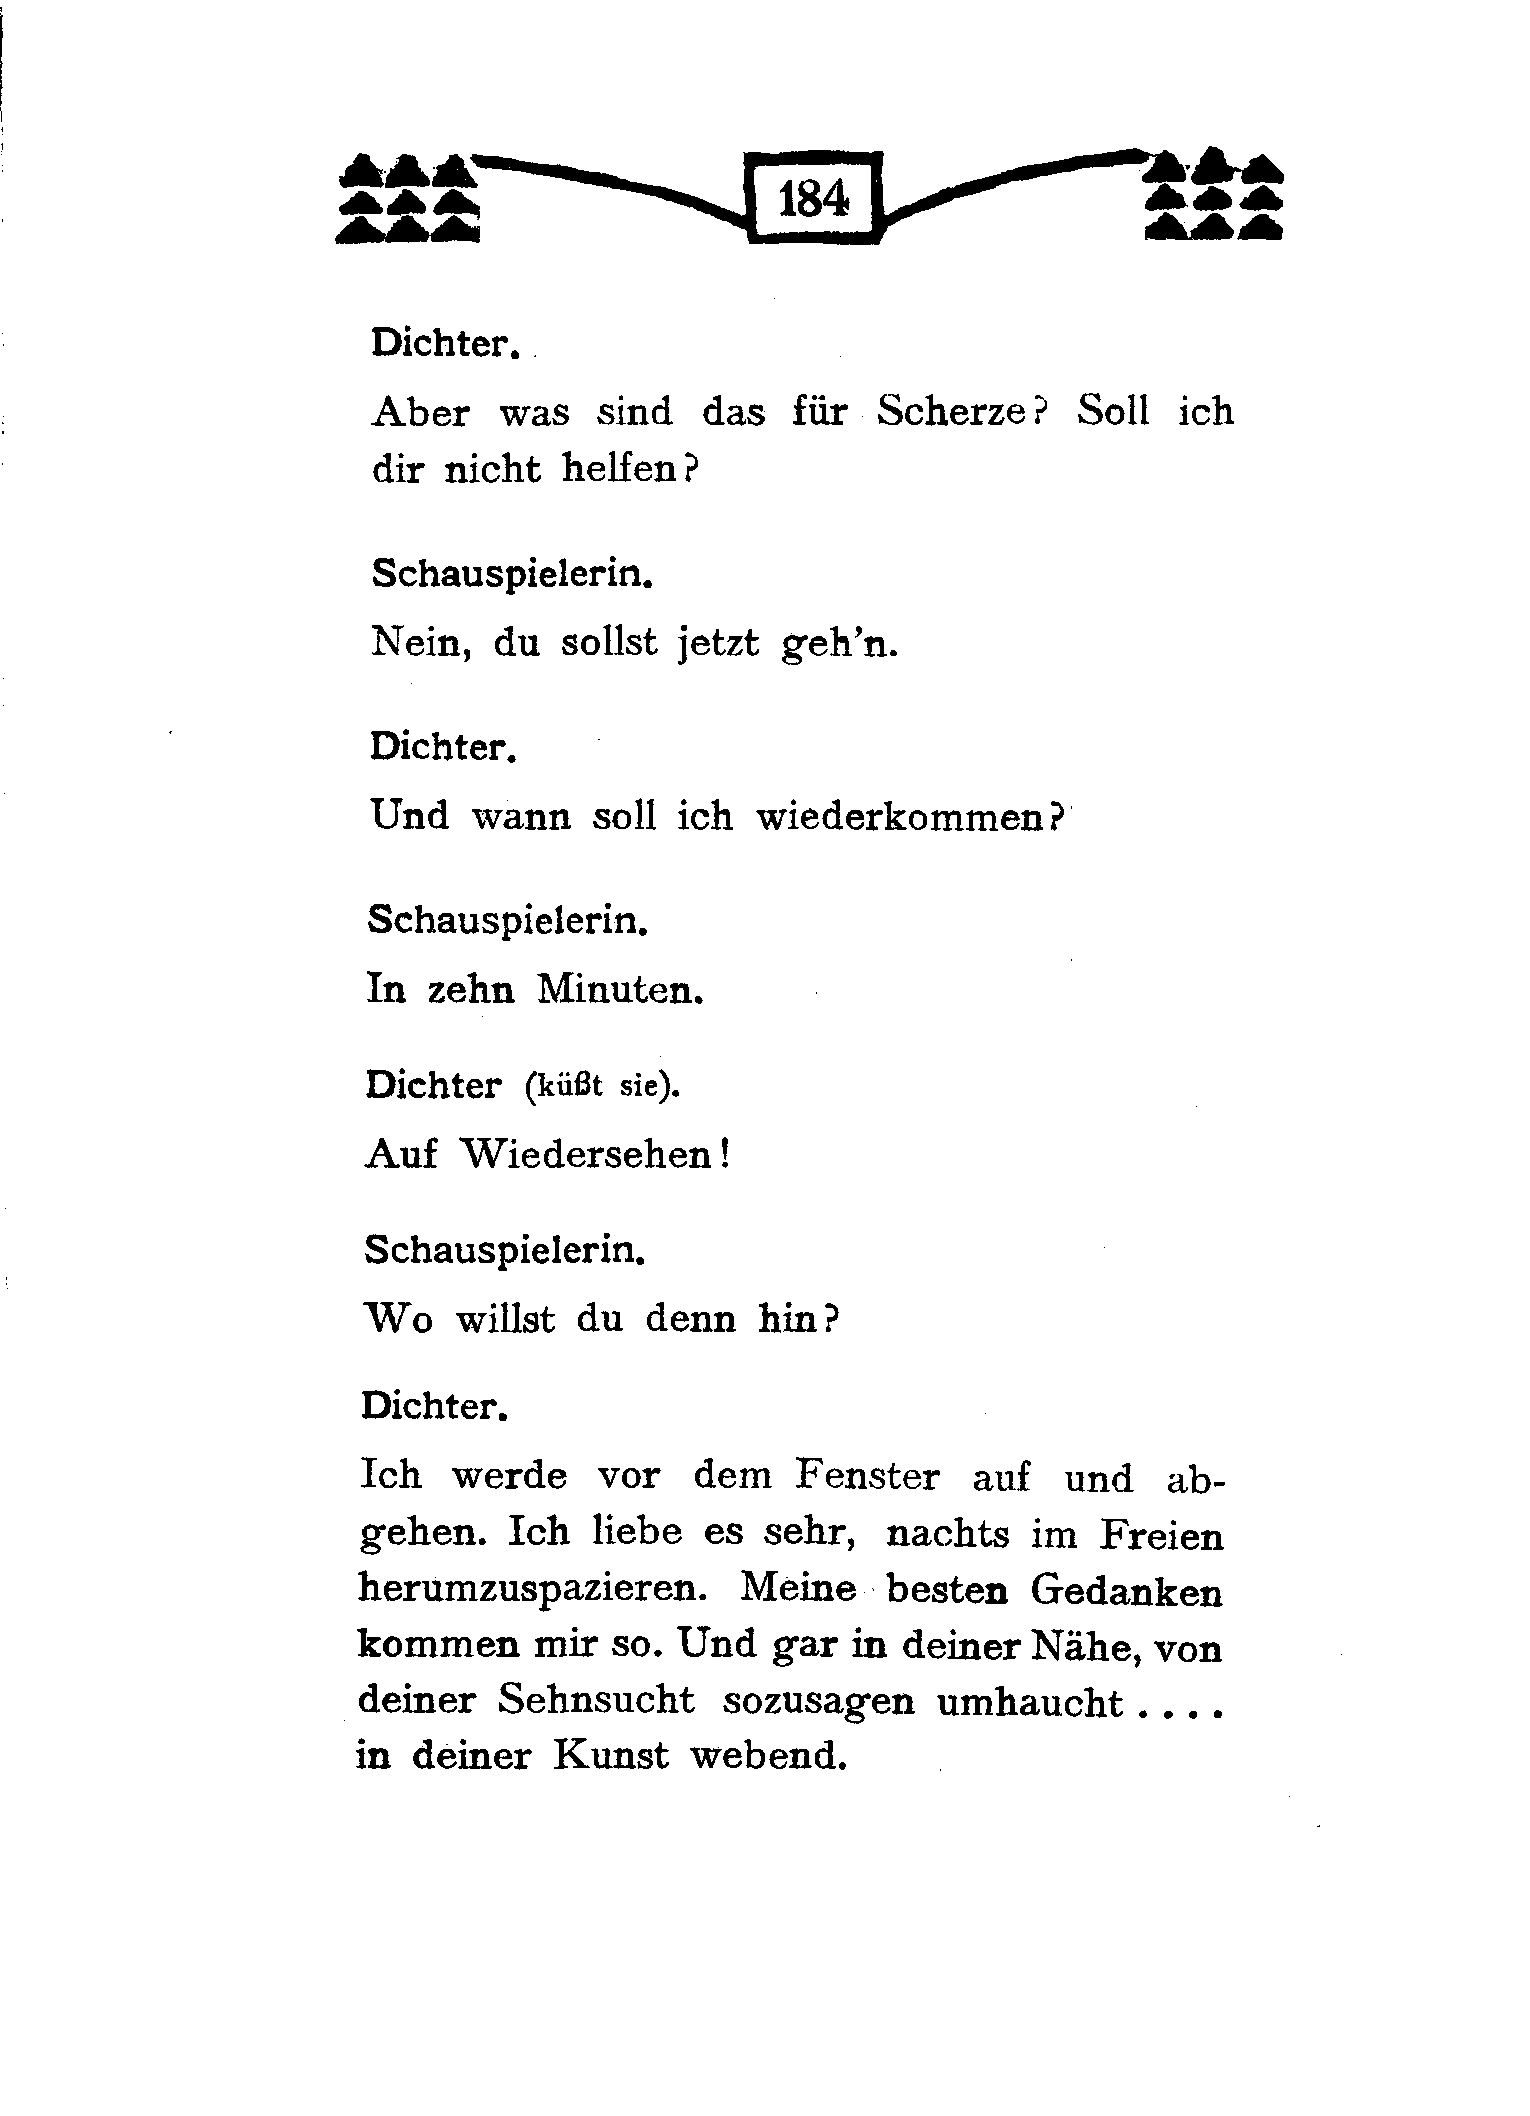 184
Dichter.
Aber was sind das für Scherze? Soll ich
dir nicht helfen?
Schauspielerin.
Nein, du sollst jetzt geh'n.
Dichter.
Und wann soll ich wiederkommen?
Schauspielerin.
In zehn Minuten.
Dichter (küßt sie).
Auf Wiedersehen!
Schauspielerin.
Wo willst du denn hin?
Dichter.
Ich werde vor dem Fenster auf und ab-
gehen. Ich liebe es sehr, nachts im Freien
herumzuspazieren. Meine besten Gedanken
kommen mir so. Und gar in deiner Nähe, von
deiner Sehnsucht sozusagen umhaucht . . . .
in deiner Kunst webend.